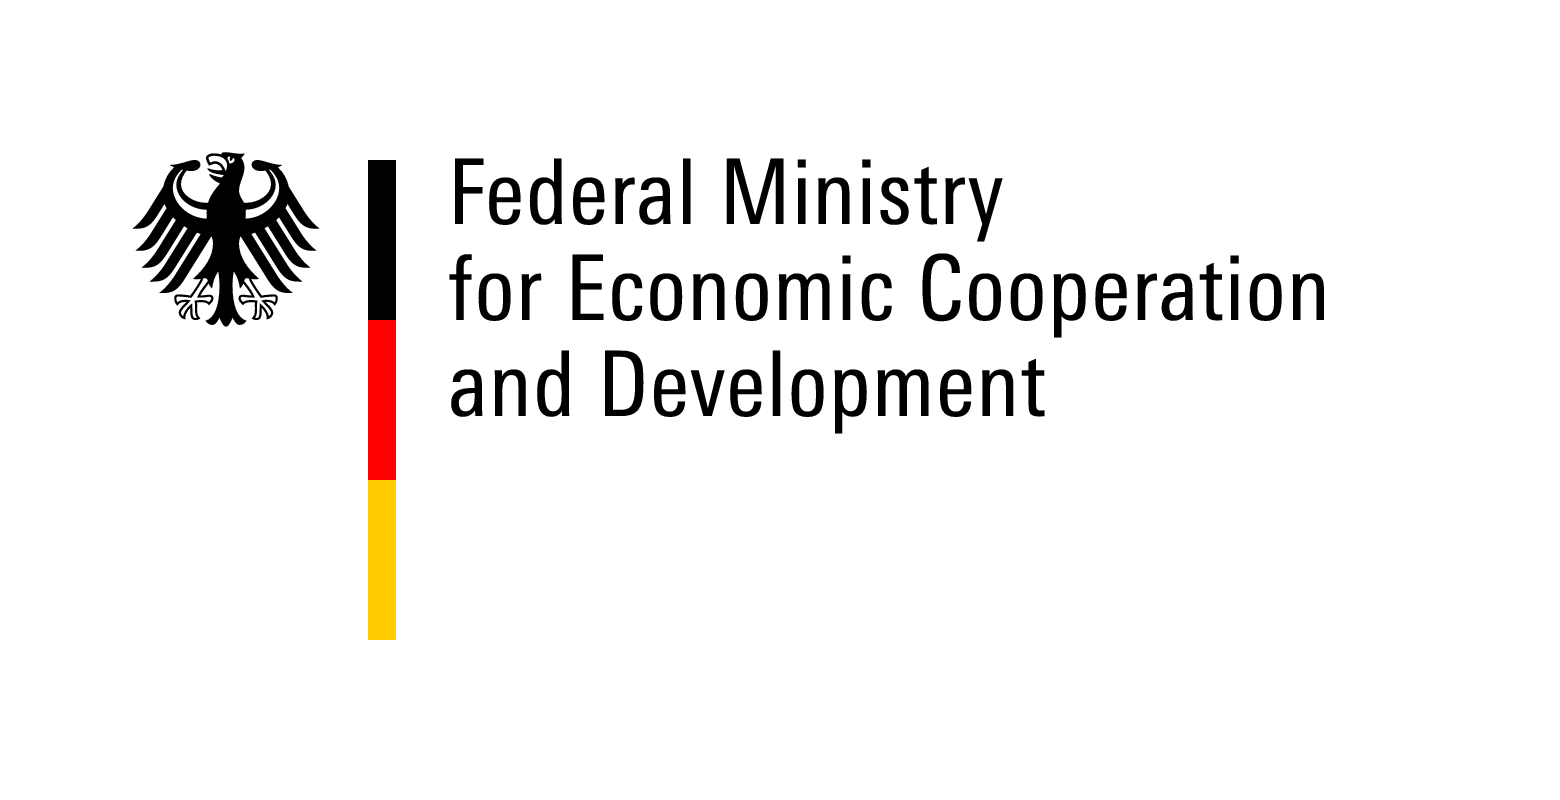 Federal Ministry
for Economic Cooperation
and Development